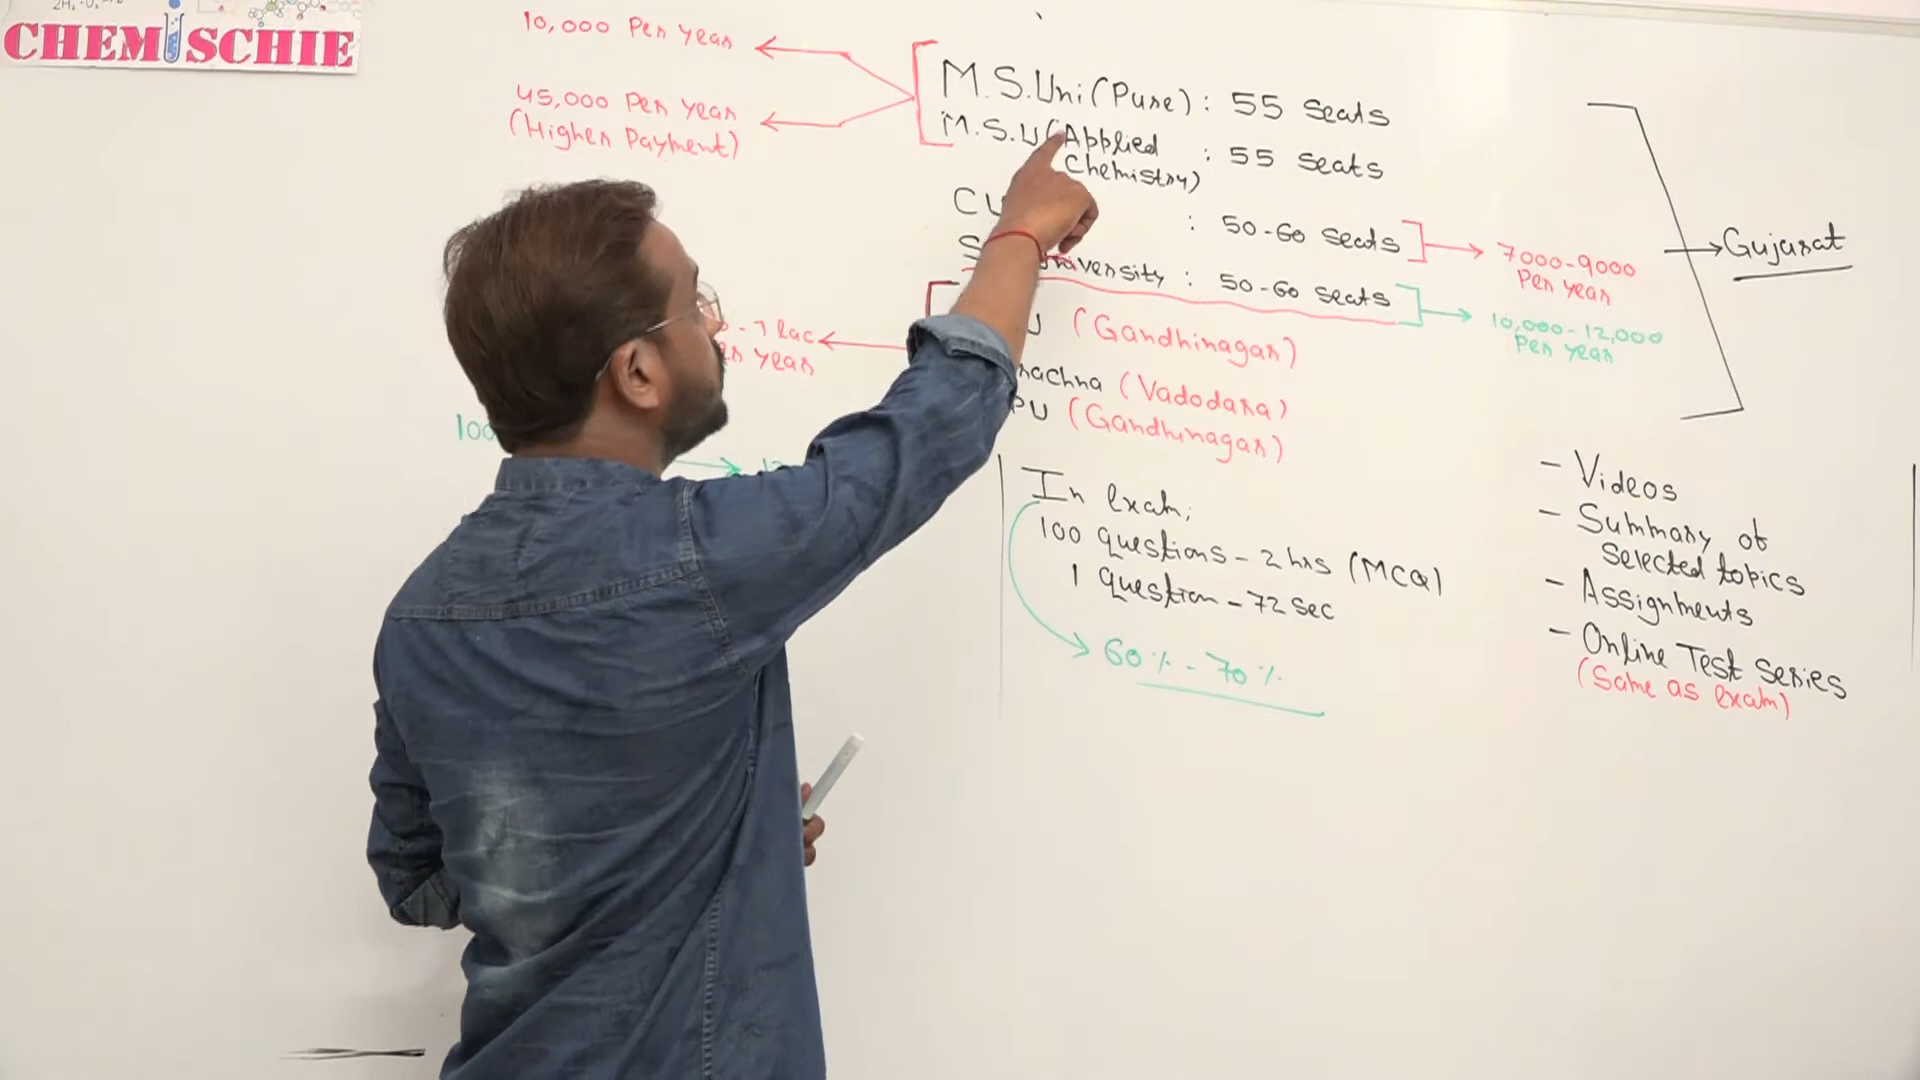 CHEMISCHIE
10,000 Per Year
45,000 Per Year
(Higher Payment)
M.S.Uni (Pure) : 55 Seats
M.S.U (Applied Chemistry) : 55 Seats
: 50-60 Seats
7000-9000 Per Year
University : 50-60 Seats
10,000-12,000 Per Year
Gujarat
(Gandhinagar)
- 1 Lac
Year
(Vadodara)
(Gandhinagar)
In exam;
100 questions - 2 hrs (MCQ)
1 question - 72 sec
60% - 70%
- Videos
- Summary of selected topics
- Assignments
- Online Test Series
(Same as exam)